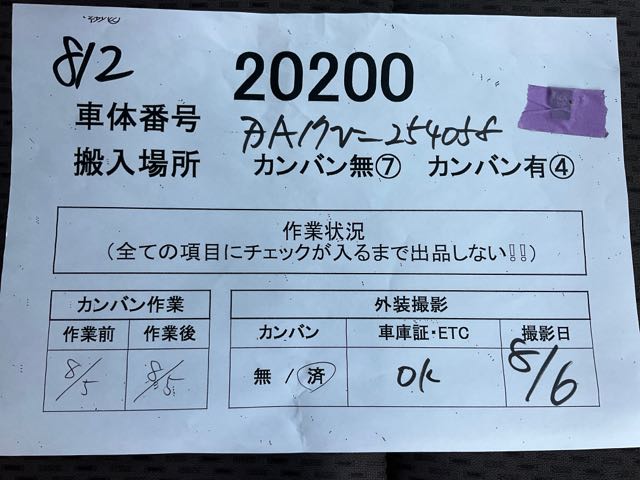 8/2
20200
車体番号
搬入場所 カンバン無⑦ カンバン有④
作業状況
(全ての項目にチェックが入るまで出品しない!!)
カンバン作業 外装撮影
作業前 作業後 カンバン 車庫証・ETC 撮影日
8/5 8/5 無 / 済 OK 8/6